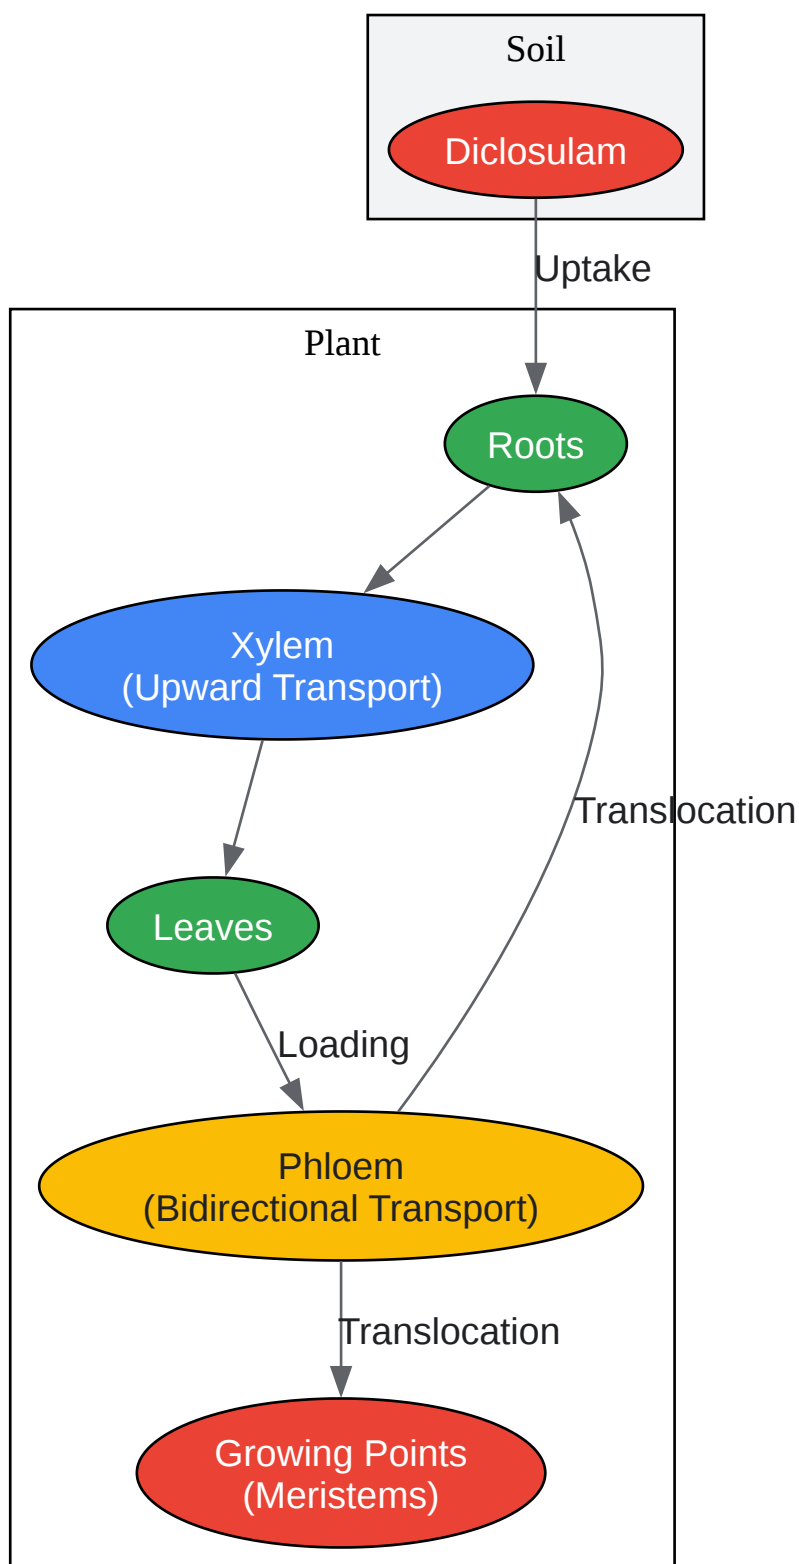 Soil
Diclosulam
Uptake
Plant
Roots
Xylem
(Upward Transport)
Translocation
Leaves
Loading
Phloem
(Bidirectional Transport)
Translocation
Growing Points
(Meristems)